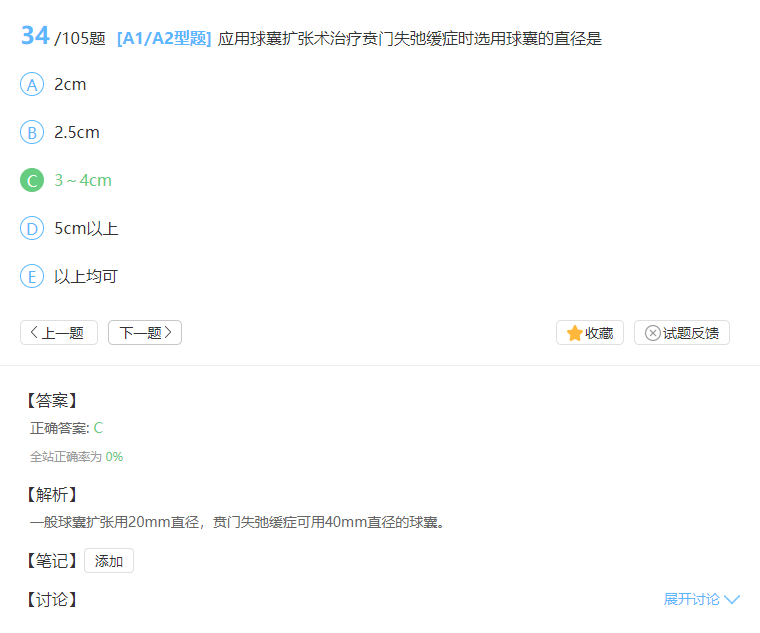 34 /105题 [A1/A2型题] 应用球囊扩张术治疗贲门失弛缓症时选用球囊的直径是
A 2cm
B 2.5cm
C 3～4cm
D 5cm以上
E 以上均可
上一题 下一题 收藏 试题反馈
【答案】
正确答案: C
全站正确率为 0%
【解析】
一般球囊扩张用20mm直径，贲门失弛缓症可用40mm直径的球囊。
【笔记】 添加
【讨论】 展开讨论